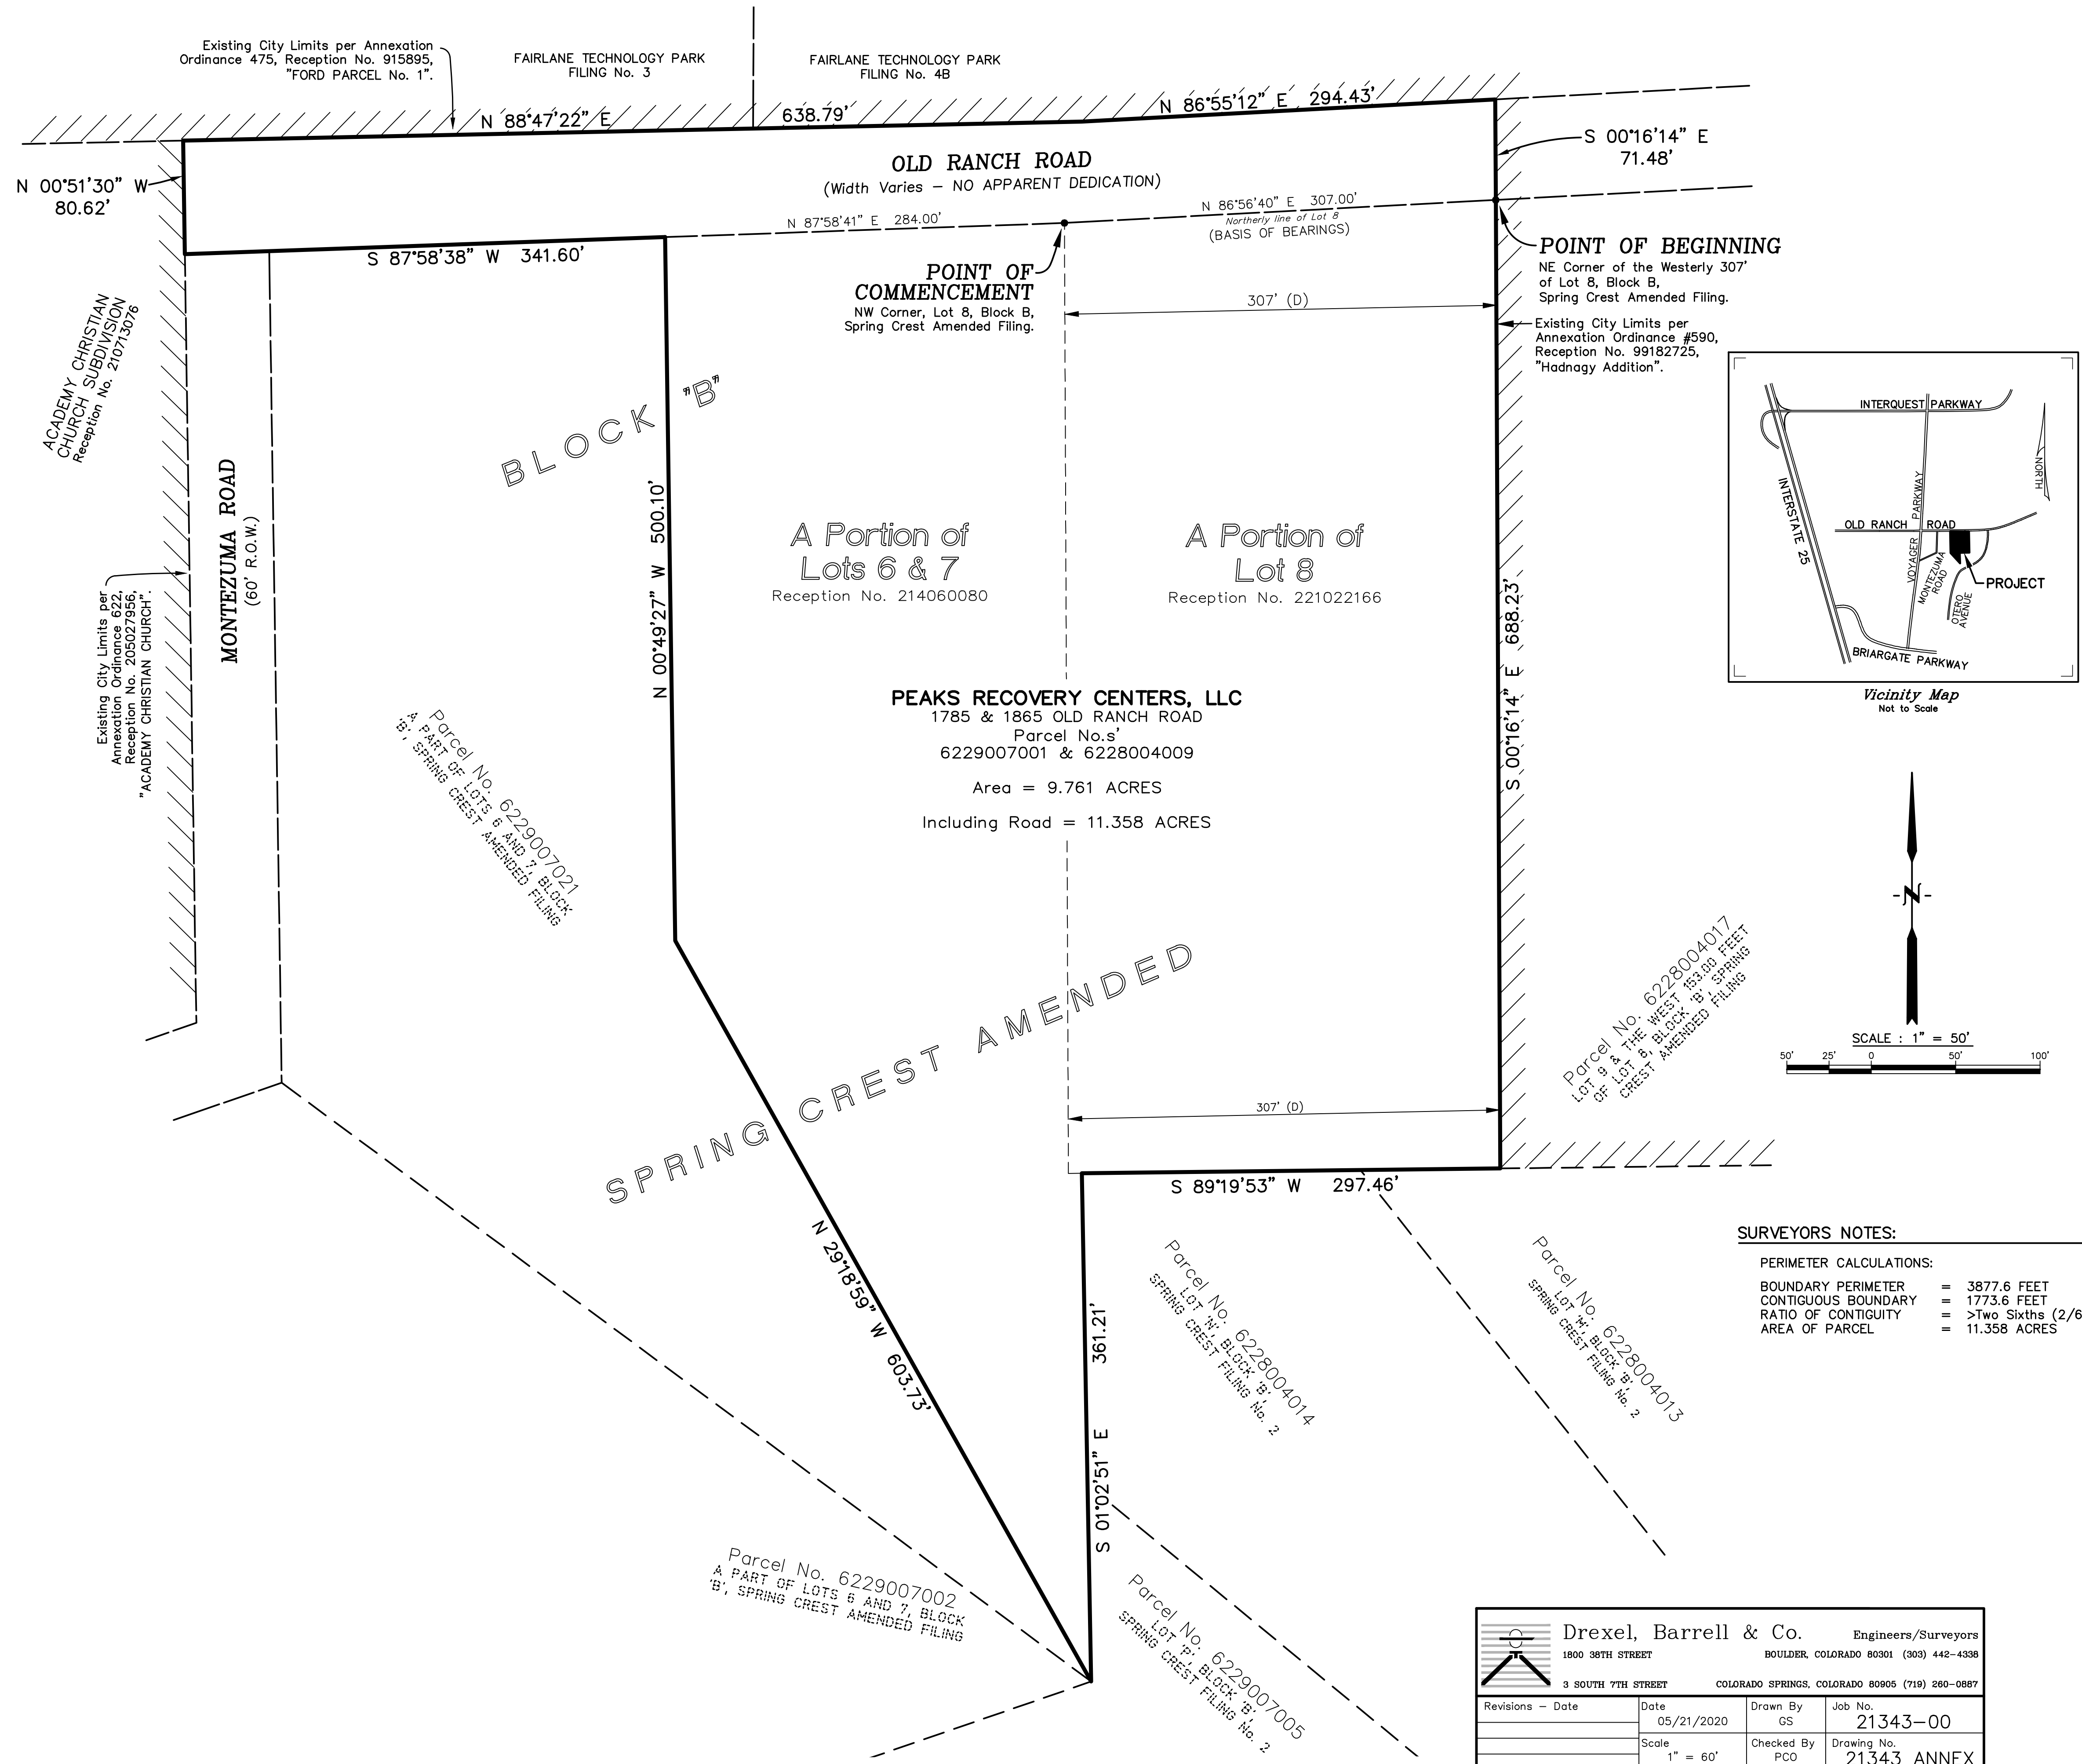 Existing City Limits per Annexation
Ordinance 475, Reception No. 915895,
"FORD PARCEL No. 1".
FAIRLANE TECHNOLOGY PARK
FILING No. 3
FAIRLANE TECHNOLOGY PARK
FILING No. 4B
N 88°47'22" E
638.79'
N 86°55'12" E 294.43'
S 00°16'14" E
71.48'
N 00°51'30" W
80.62'
OLD RANCH ROAD
(Width Varies – NO APPARENT DEDICATION)
N 87°58'41" E 284.00'
N 86°56'40" E 307.00'
Northerly line of Lot 8
(BASIS OF BEARINGS)
S 87°58'38" W 341.60'
POINT OF
COMMENCEMENT
NW Corner, Lot 8, Block B,
Spring Crest Amended Filing.
POINT OF BEGINNING
NE Corner of the Westerly 307'
of Lot 8, Block B,
Spring Crest Amended Filing.
307' (D)
Existing City Limits per
Annexation Ordinance #590,
Reception No. 99182725,
"Hadnagy Addition".
ACADEMY CHRISTIAN
CHURCH SUBDIVISION
Reception No. 210713076
MONTEZUMA ROAD
(60' R.O.W.)
Existing City Limits per
Annexation Ordinance 622,
Reception No. 205027956,
"ACADEMY CHRISTIAN CHURCH".
BLOCK "B"
N 00°49'27" W 500.10'
A Portion of
Lots 6 & 7
Reception No. 214060080
A Portion of
Lot 8
Reception No. 221022166
S 00°16'14" E 688.23'
PEAKS RECOVERY CENTERS, LLC
1785 & 1865 OLD RANCH ROAD
Parcel No.s'
6229007001 & 6228004009
Area = 9.761 ACRES
Including Road = 11.358 ACRES
Parcel No. 6229007021
A PART OF LOTS 6 AND 7, BLOCK
'B', SPRING CREST AMENDED FILING
SPRING CREST AMENDED
307' (D)
S 89°19'53" W 297.46'
N 29°18'59" W 603.73'
S 01°02'51" E 361.21'
Parcel No. 6228004017
LOT 9 & THE WEST 153.00 FEET
OF LOT 8, BLOCK 'B', SPRING
CREST AMENDED FILING
Parcel No. 6228004014
LOT 'N', BLOCK 'B',
SPRING CREST FILING No. 2
Parcel No. 6228004013
LOT 'M', BLOCK 'B',
SPRING CREST FILING No. 2
Parcel No. 6229007002
A PART OF LOTS 6 AND 7, BLOCK
'B', SPRING CREST AMENDED FILING
Parcel No. 6229007005
LOT 'P', BLOCK 'B',
SPRING CREST FILING No. 2
INTERQUEST PARKWAY
NORTH
INTERSTATE 25
VOYAGER PARKWAY
OLD RANCH ROAD
MONTEZUMA
ROAD
OTERO
AVENUE
PROJECT
BRIARGATE PARKWAY
Vicinity Map
Not to Scale
-N-
SCALE : 1" = 50'
50' 25' 0 50' 100'
SURVEYORS NOTES:
PERIMETER CALCULATIONS:
BOUNDARY PERIMETER = 3877.6 FEET
CONTIGUOUS BOUNDARY = 1773.6 FEET
RATIO OF CONTIGUITY = >Two Sixths (2/6
AREA OF PARCEL = 11.358 ACRES
Drexel, Barrell & Co. Engineers/Surveyors
1800 38TH STREET BOULDER, COLORADO 80301 (303) 442-4338
3 SOUTH 7TH STREET COLORADO SPRINGS, COLORADO 80905 (719) 260-0887
Revisions – Date
Date
05/21/2020
Drawn By
GS
Job No.
21343-00
Scale
1" = 60'
Checked By
PCO
Drawing No.
21343 ANNEX